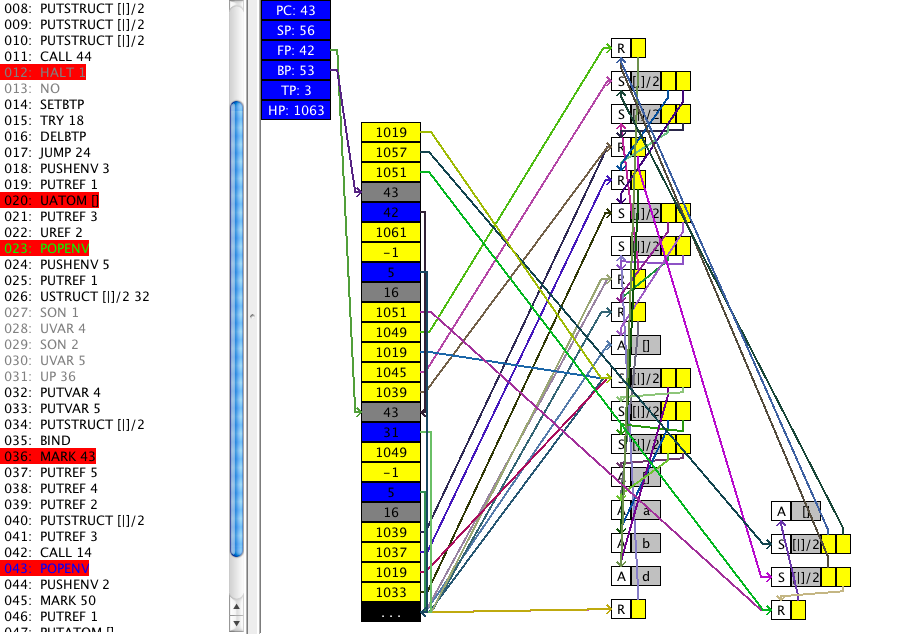 008: PUTSTRUCT [|]/2
009: PUTSTRUCT [|]/2
010: PUTSTRUCT [|]/2
011: CALL 44
012: HALT 1
013: NO
014: SETBTP
015: TRY 18
016: DELBTP
017: JUMP 24
018: PUSHENV 3
019: PUTREF 1
020: UATOM []
021: PUTREF 3
022: UREF 2
023: POPENV
024: PUSHENV 5
025: PUTREF 1
026: USTRUCT [|]/2 32
027: SON 1
028: UVAR 4
029: SON 2
030: UVAR 5
031: UP 36
032: PUTVAR 4
033: PUTVAR 5
034: PUTSTRUCT [|]/2
035: BIND
036: MARK 43
037: PUTREF 5
038: PUTREF 4
039: PUTREF 2
040: PUTSTRUCT [|]/2
041: PUTREF 3
042: CALL 14
043: POPENV
044: PUSHENV 2
045: MARK 50
046: PUTREF 1
047: PUTATOM []
PC: 43
SP: 56
FP: 42
BP: 53
TP: 3
HP: 1063
1019
1057
1051
43
42
1061
-1
5
16
1051
1049
1019
1045
1039
43
31
1049
-1
5
16
1039
1037
1019
1033
...
R
S [|]/2
S [|]/2
R
R
S [|]/2
S [|]/2
R
R
A []
S [|]/2
S [|]/2
S [|]/2
A []
A a
A b
A d
R
A []
S [|]/2
S [|]/2
R